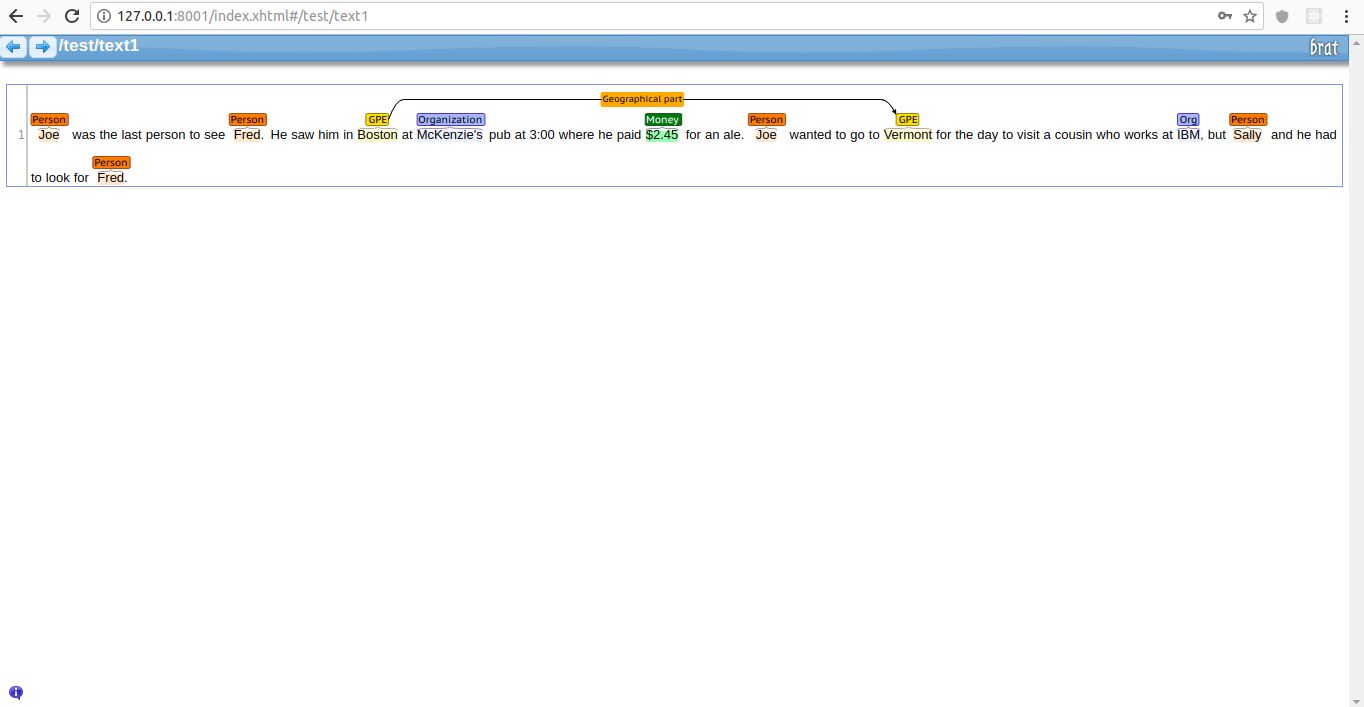 127.0.0.1:8001/index.xhtml#/test/text1
/test/text1 brat
Geographical part
Person Person GPE Organization Money Person GPE Org Person
1 Joe was the last person to see Fred. He saw him in Boston at McKenzie's pub at 3:00 where he paid $2.45 for an ale. Joe wanted to go to Vermont for the day to visit a cousin who works at IBM, but Sally and he had
Person
to look for Fred.